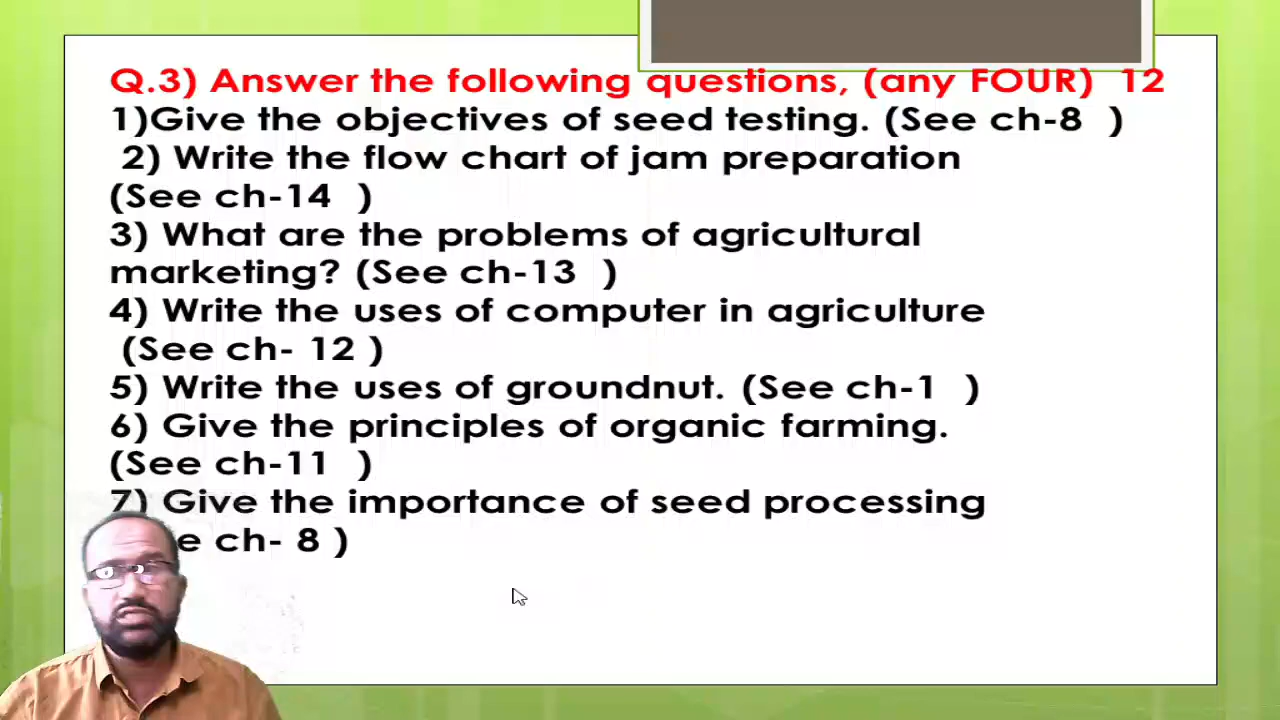 Q.3) Answer the following questions, (any FOUR) 12
1)Give the objectives of seed testing. (See ch-8 )
2) Write the flow chart of jam preparation
(See ch-14 )
3) What are the problems of agricultural
marketing? (See ch-13 )
4) Write the uses of computer in agriculture
(See ch- 12 )
5) Write the uses of groundnut. (See ch-1 )
6) Give the principles of organic farming.
(See ch-11 )
7) Give the importance of seed processing
ch- 8 )